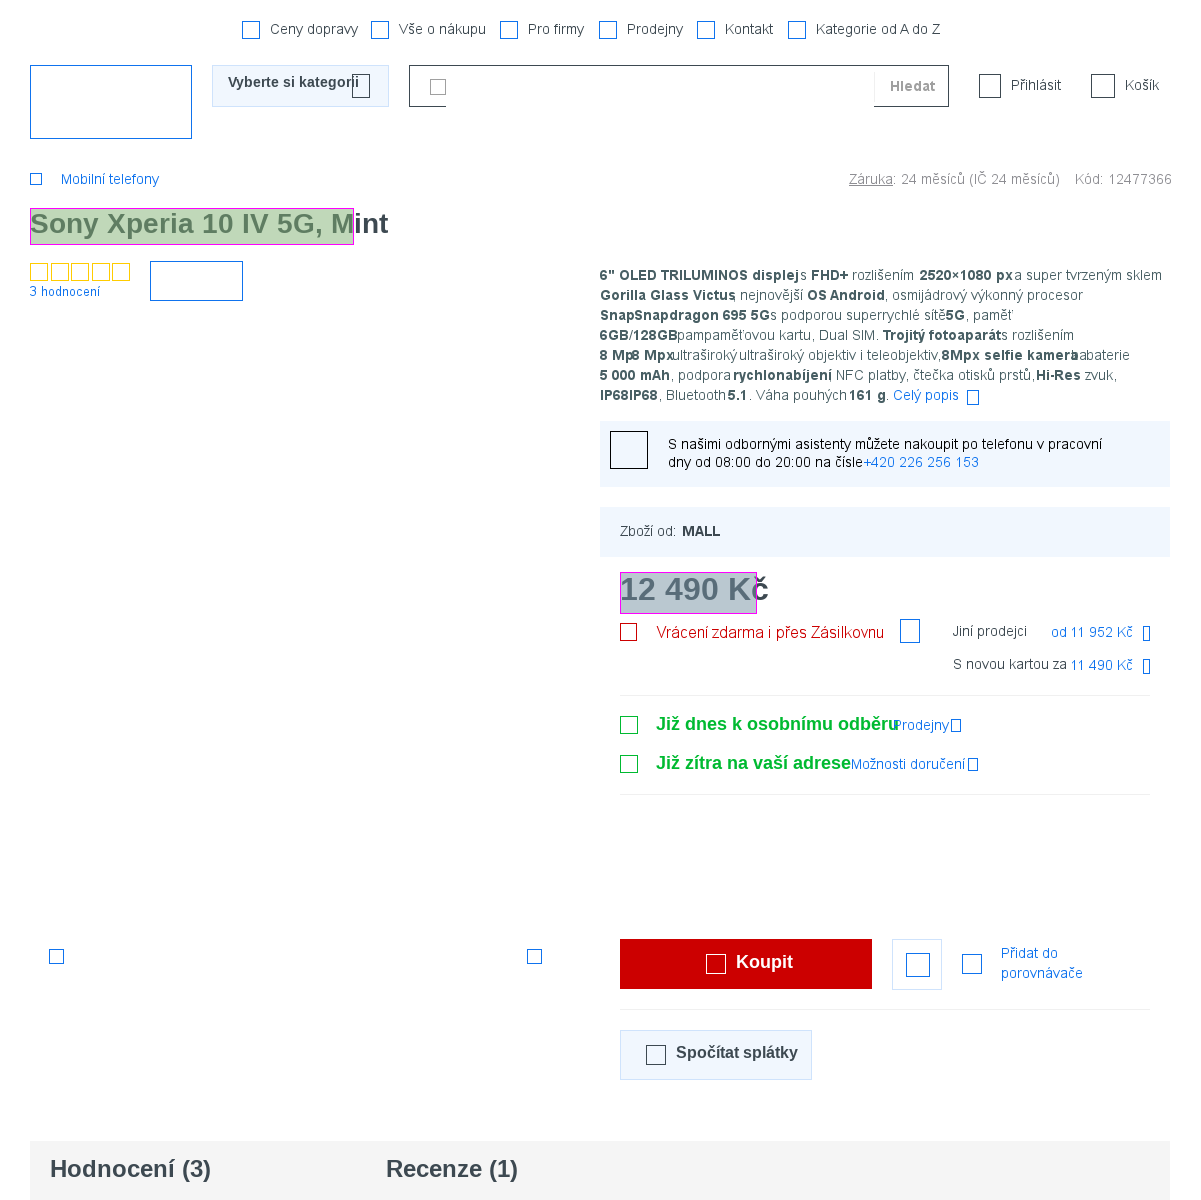 Ceny dopravy Vše o nákupu Pro firmy Prodejny Kontakt Kategorie od A do Z
Vyberte si kategorii Hledat Přihlásit Košík
Mobilní telefony Záruka: 24 měsíců (IČ 24 měsíců) Kód: 12477366
Sony Xperia 10 IV 5G, Mint
3 hodnocení
6" OLED TRILUMINOS displej s FHD+ rozlišením 2520×1080 px a super tvrzeným sklem
Gorilla Glass Victus, nejnovější OS Android, osmijádrový výkonný procesor
SnapSnapdragon 695 5G s podporou superrychlé sítě 5G, paměť
6GB/128GB pampaměťovou kartu, Dual SIM. Trojitý fotoaparát s rozlišením
8 Mp8 Mpx ultraširoký ultraširoký objektiv i teleobjektiv, 8Mpx selfie kamera baterie
5 000 mAh, podpora rychlonabíjení, NFC platby, čtečka otisků prstů, Hi-Res zvuk,
IP68IP68, Bluetooth 5.1. Váha pouhých 161 g. Celý popis
S našimi odbornými asistenty můžete nakoupit po telefonu v pracovní
dny od 08:00 do 20:00 na čísle +420 226 256 153
Zboží od: MALL
12 490 Kč
Vrácení zdarma i přes Zásilkovnu Jiní prodejci od 11 952 Kč
S novou kartou za 11 490 Kč
Již dnes k osobnímu odběru Prodejny
Již zítra na vaší adrese Možnosti doručení
Koupit Přidat do
porovnávače
Spočítat splátky
Hodnocení (3) Recenze (1)